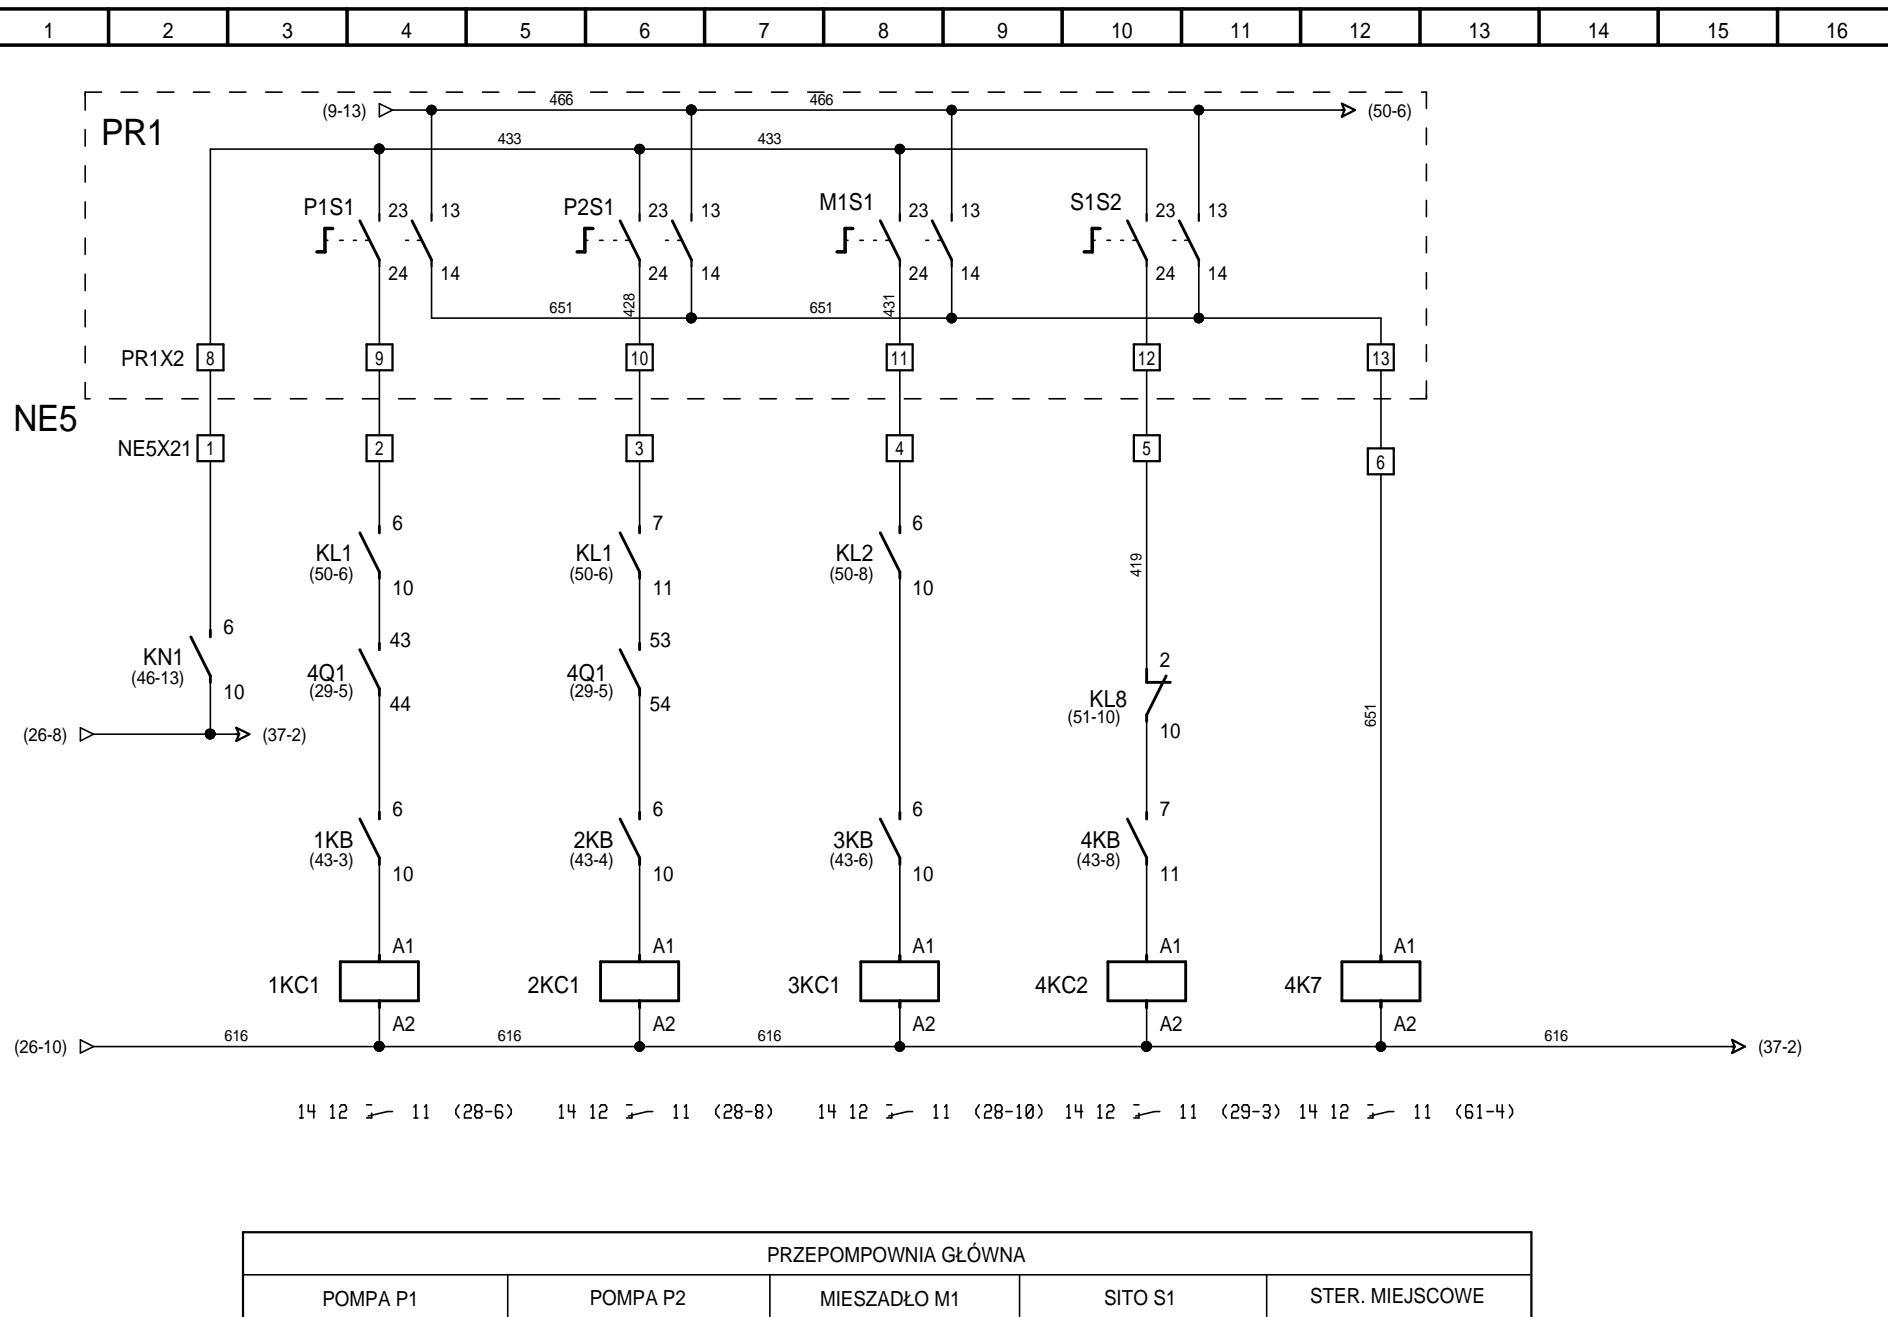 1 2 3 4 5 6 7 8 9 10 11 12 13 14 15 16
466 466
(9-13) (50-6)
PR1
433 433
P1S1 23 13 P2S1 23 13 M1S1 23 13 S1S2 23 13
24 14 24 14 24 14 24 14
651 428 651 431
PR1X2 8 9 10 11 12 13
NE5
NE5X21 1 2 3 4 5 6
6 7 6
KL1 KL1 KL2
(50-6) (50-6) (50-8) 419
10 11 10
6 43 53
KN1 4Q1 4Q1 2
(46-13) (29-5) (29-5) KL8
10 44 54 (51-10) 651
(26-8) (37-2) 10
6 6 6 7
1KB 2KB 3KB 4KB
(43-3) (43-4) (43-6) (43-8)
10 10 10 11
A1 A1 A1 A1 A1
1KC1 2KC1 3KC1 4KC2 4K7
A2 A2 A2 A2 A2
(26-10) 616 616 616 616 (37-2)
14 12 11 (28-6) 14 12 11 (28-8) 14 12 11 (28-10) 14 12 11 (29-3) 14 12 11 (61-4)
PRZEPOMPOWNIA GŁÓWNA
POMPA P1 POMPA P2 MIESZADŁO M1 SITO S1 STER. MIEJSCOWE